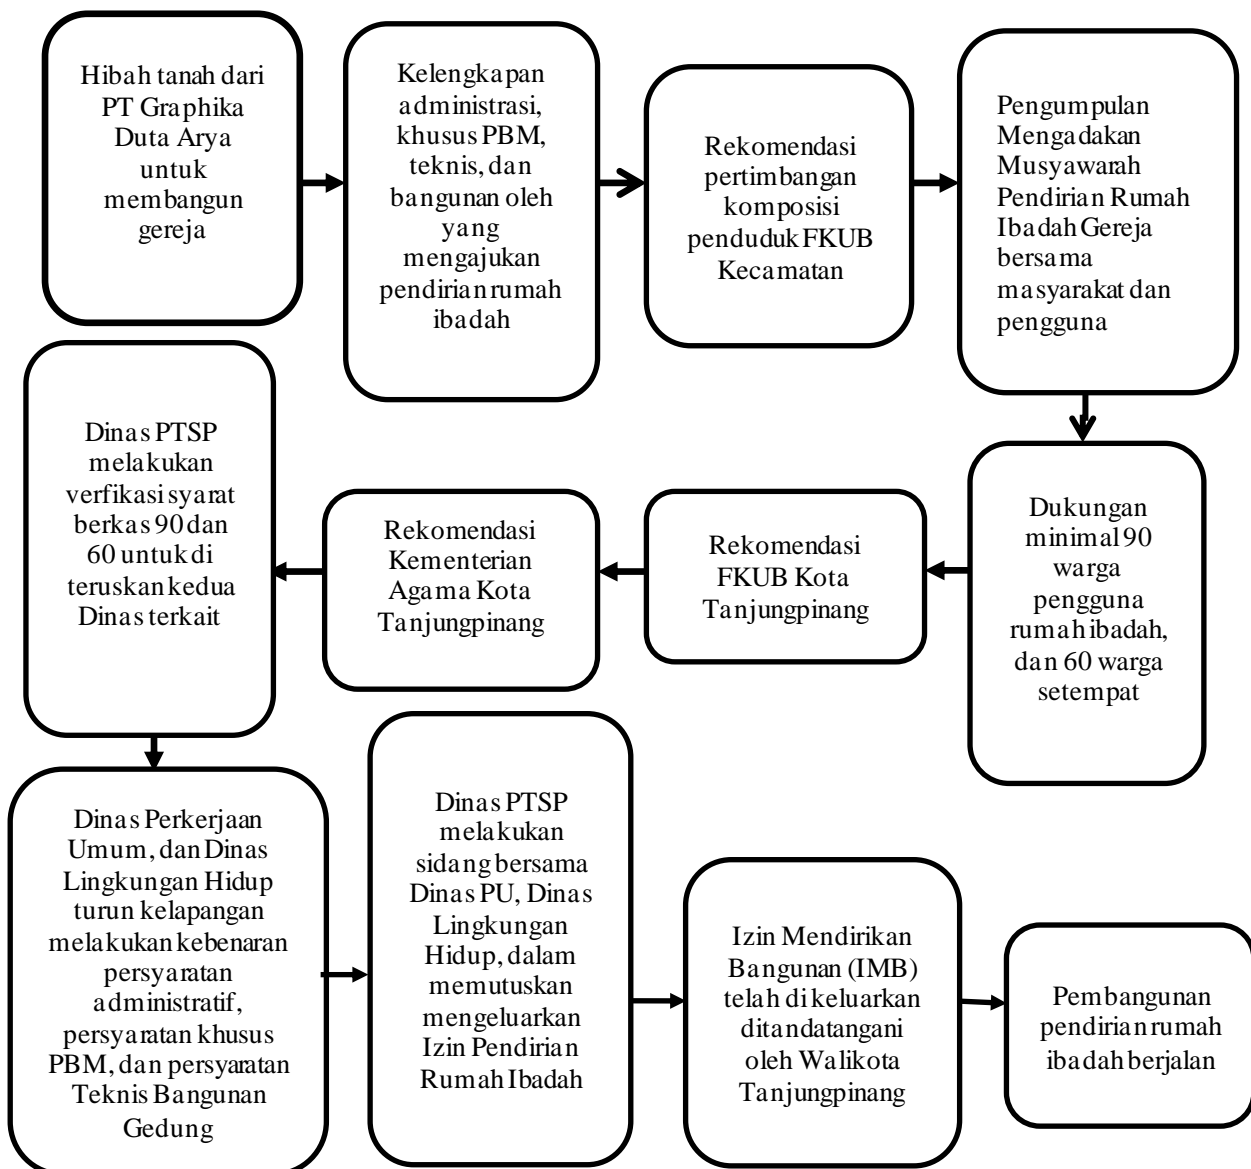 Hibah tanah dari
PT Graphika
Duta Arya
untuk
membangun
gereja
Kelengkapan
administrasi,
khusus PBM,
teknis, dan
bangunan oleh
yang
mengajukan
pendirian rumah
ibadah
Rekomendasi
pertimbangan
komposisi
penduduk FKUB
Kecamatan
Pengumpulan
Mengadakan
Musyawarah
Pendirian Rumah
Ibadah Gereja
bersama
masyarakat dan
pengguna
Dukungan
minimal 90
warga
pengguna
rumah ibadah,
dan 60 warga
setempat
Rekomendasi
FKUB Kota
Tanjungpinang
Rekomendasi
Kementerian
Agama Kota
Tanjungpinang
Dinas PTSP
melakukan
verfikasi syarat
berkas 90 dan
60 untuk di
teruskan kedua
Dinas terkait
Dinas Perkerjaan
Umum, dan Dinas
Lingkungan Hidup
turun kelapangan
melakukan kebenaran
persyaratan
administratif,
persyaratan khusus
PBM, dan persyaratan
Teknis Bangunan
Gedung
Dinas PTSP
melakukan
sidang bersama
Dinas PU, Dinas
Lingkungan
Hidup, dalam
memutuskan
mengeluarkan
Izin Pendirian
Rumah Ibadah
Izin Mendirikan
Bangunan (IMB)
telah di keluarkan
ditandatangani
oleh Walikota
Tanjungpinang
Pembangunan
pendirian rumah
ibadah berjalan